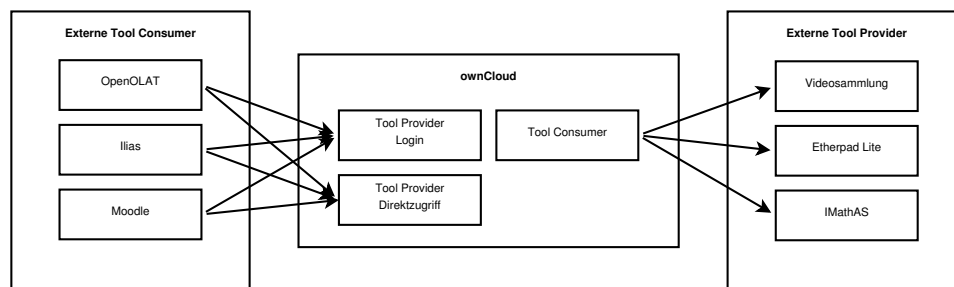 Externe Tool Consumer
OpenOLAT
Ilias
Moodle
ownCloud
Tool Provider
Login
Tool Provider
Direktzugriff
Tool Consumer
Externe Tool Provider
Videosammlung
Etherpad Lite
IMathAS